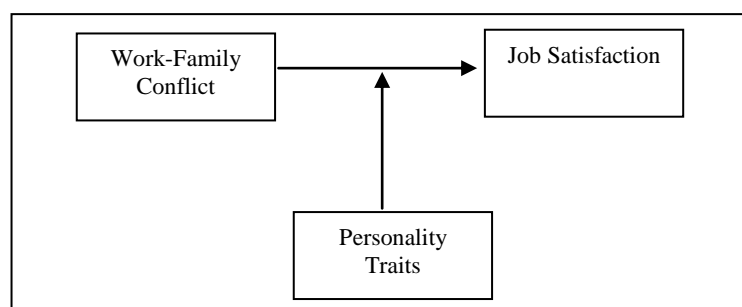 Work-Family
Conflict
Job Satisfaction
Personality
Traits